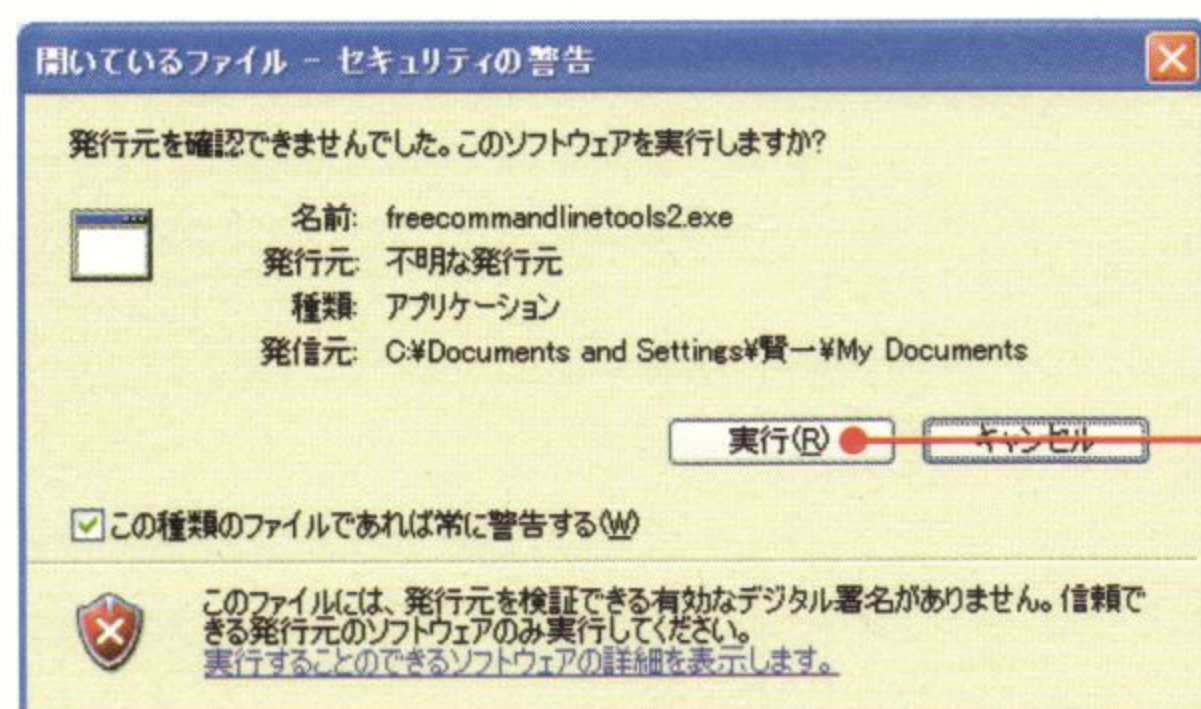 開いているファイル - セキュリティの警告
発行元を確認できませんでした。このソフトウェアを実行しますか?
名前: freecommandlinetools2.exe
発行元: 不明な発行元
種類: アプリケーション
発信元: C:¥Documents and Settings¥賢一¥My Documents
実行(R) キャンセル
この種類のファイルであれば常に警告する(W)
このファイルには、発行元を検証できる有効なデジタル署名がありません。信頼で
きる発行元のソフトウェアのみ実行してください。
実行することのできるソフトウェアの詳細を表示します。